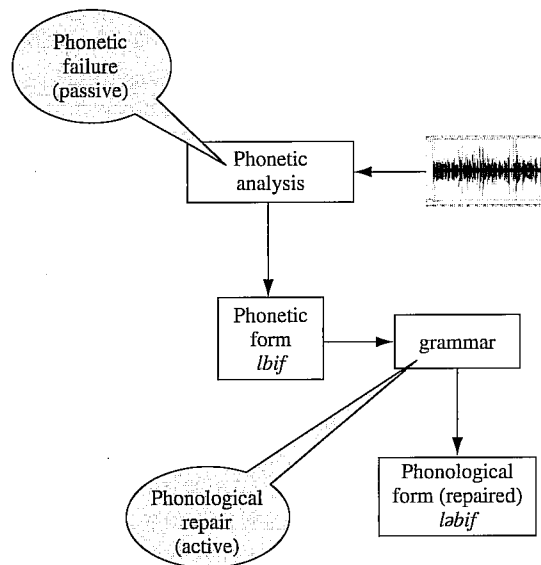 Phonetic
failure
(passive)
Phonetic
analysis
Phonetic
form
lbif
grammar
Phonological
repair
(active)
Phonological
form (repaired)
ləbif